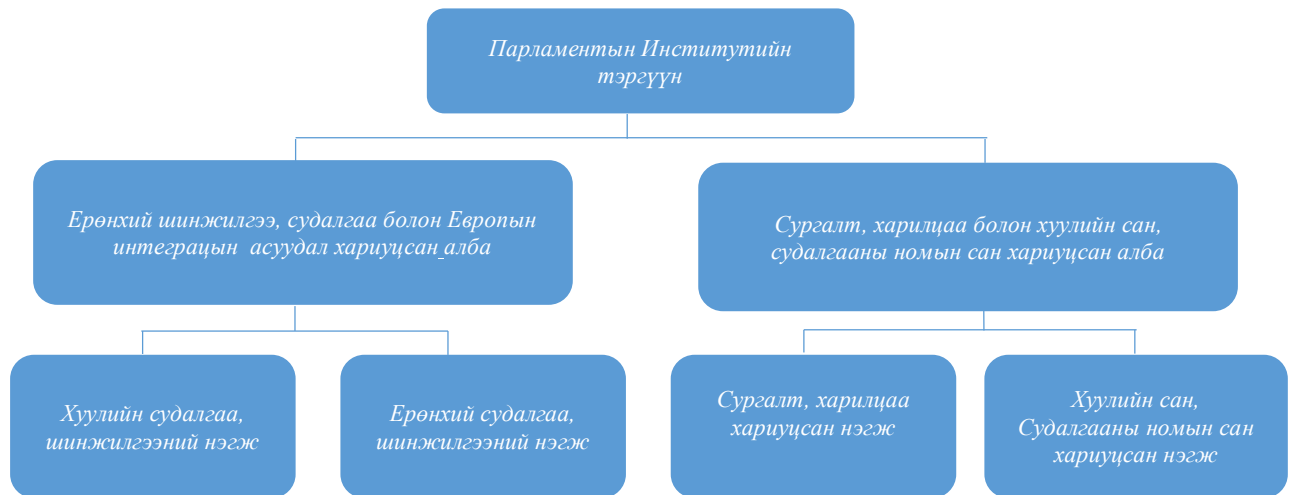 Парламентын Институтийн
тэргүүн
Ерөнхий шинжилгээ, судалгаа болон Европын
интеграцын асуудал хариуцсан алба
Сургалт, харилцаа болон хуулийн сан,
судалгааны номын сан хариуцсан алба
Хуулийн судалгаа,
шинжилгээний нэгж
Ерөнхий судалгаа,
шинжилгээний нэгж
Сургалт, харилцаа
хариуцсан нэгж
Хуулийн сан,
Судалгааны номын сан
хариуцсан нэгж